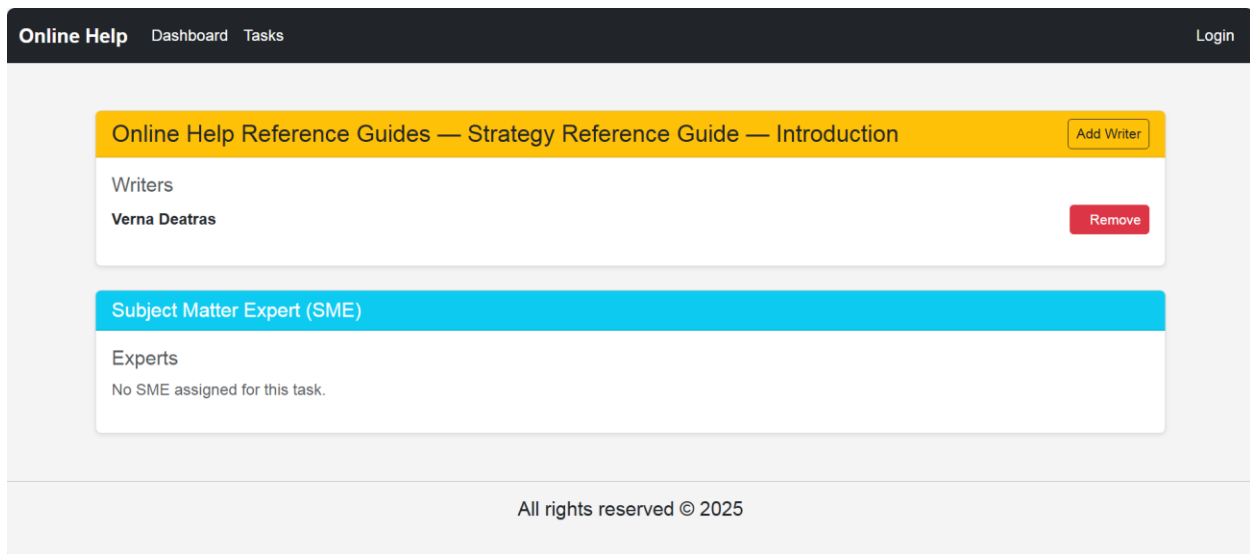 Online Help Dashboard Tasks Login
Online Help Reference Guides — Strategy Reference Guide — Introduction Add Writer
Writers
Verna Deatras Remove
Subject Matter Expert (SME)
Experts
No SME assigned for this task.
All rights reserved © 2025